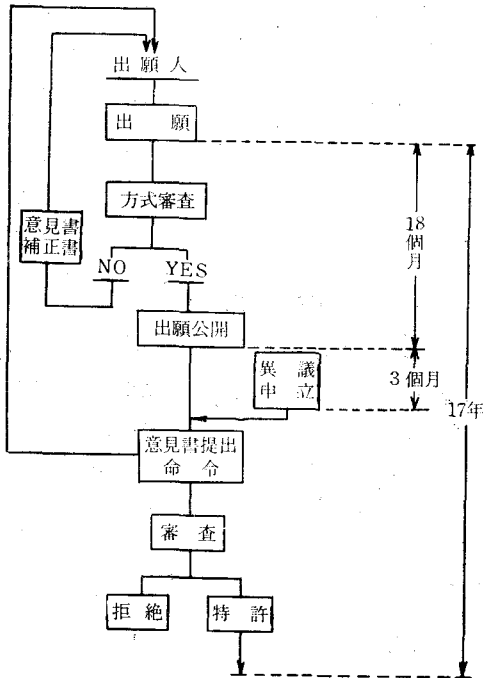 出願人
出願
方式審査
意見書
補正書
NO
YES
18個月
出願公開
異議
申立
3個月
17年
意見書提出
命令
審査
拒絶
特許